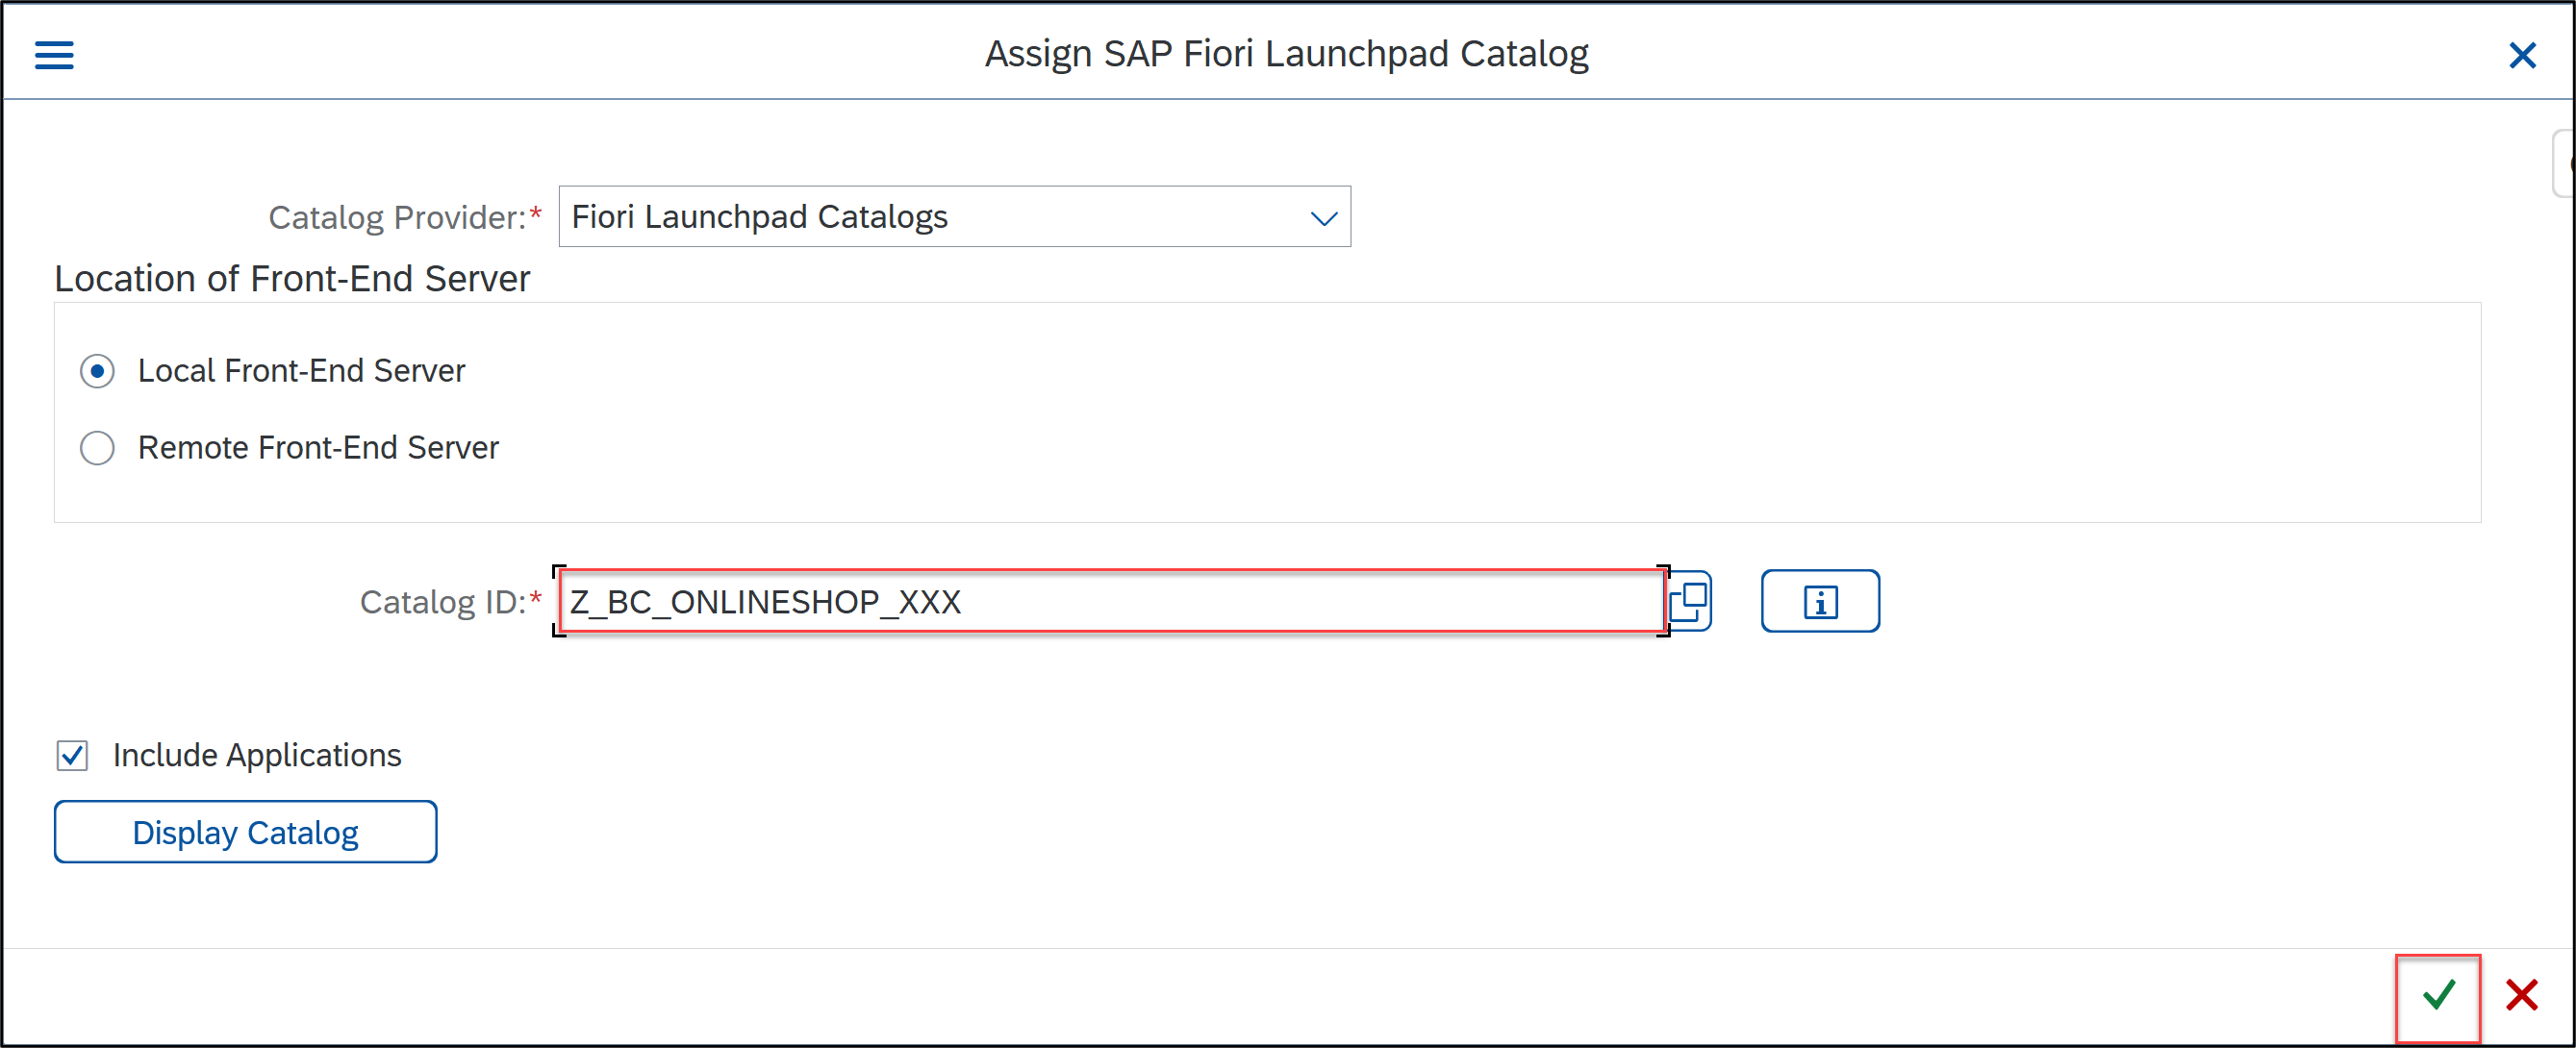 Assign SAP Fiori Launchpad Catalog
Catalog Provider:* Fiori Launchpad Catalogs
Location of Front-End Server
Local Front-End Server
Remote Front-End Server
Catalog ID:* Z_BC_ONLINESHOP_XXX
Include Applications
Display Catalog